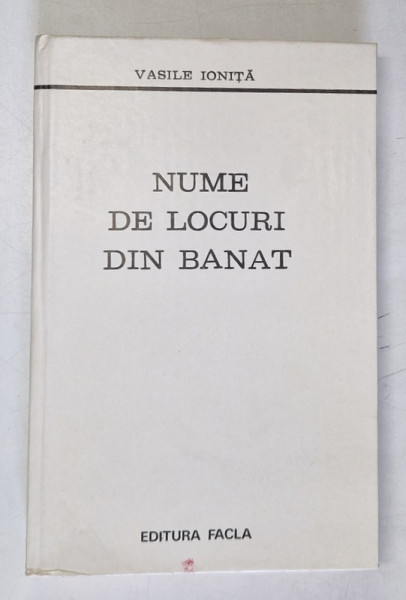 VASILE IONIȚĂ
NUME
DE LOCURI
DIN BANAT
EDITURA FACLA